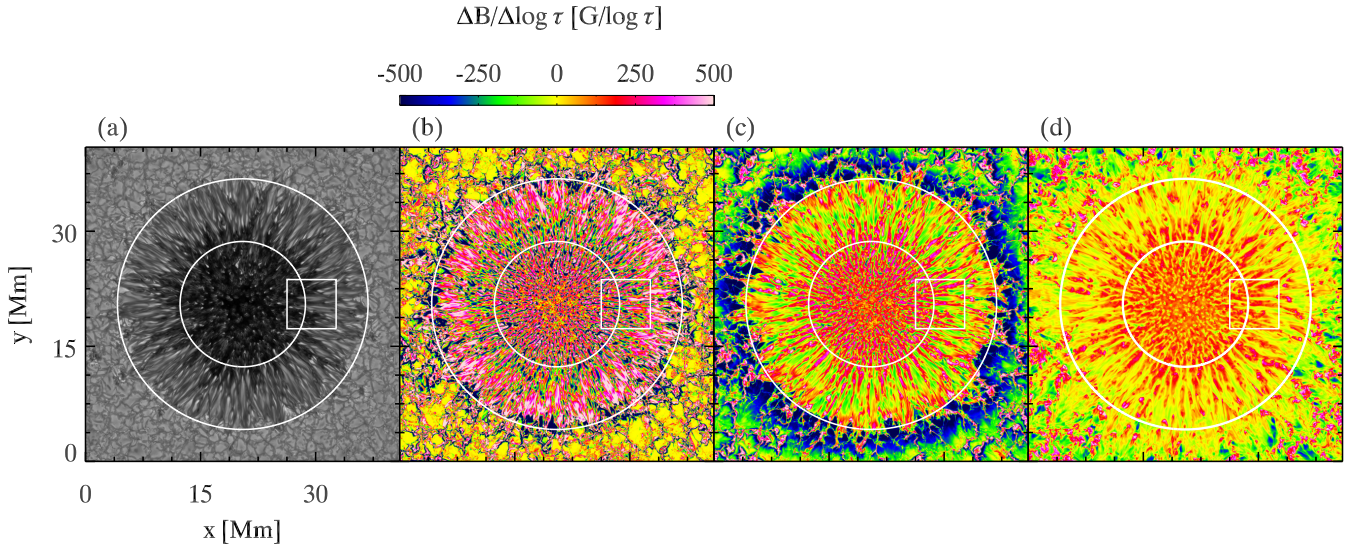 ΔB/Δlog τ [G/log τ]
-500 -250 0 250 500
(a) (b) (c) (d)
30
15
0
y [Mm]
0 15 30
x [Mm]